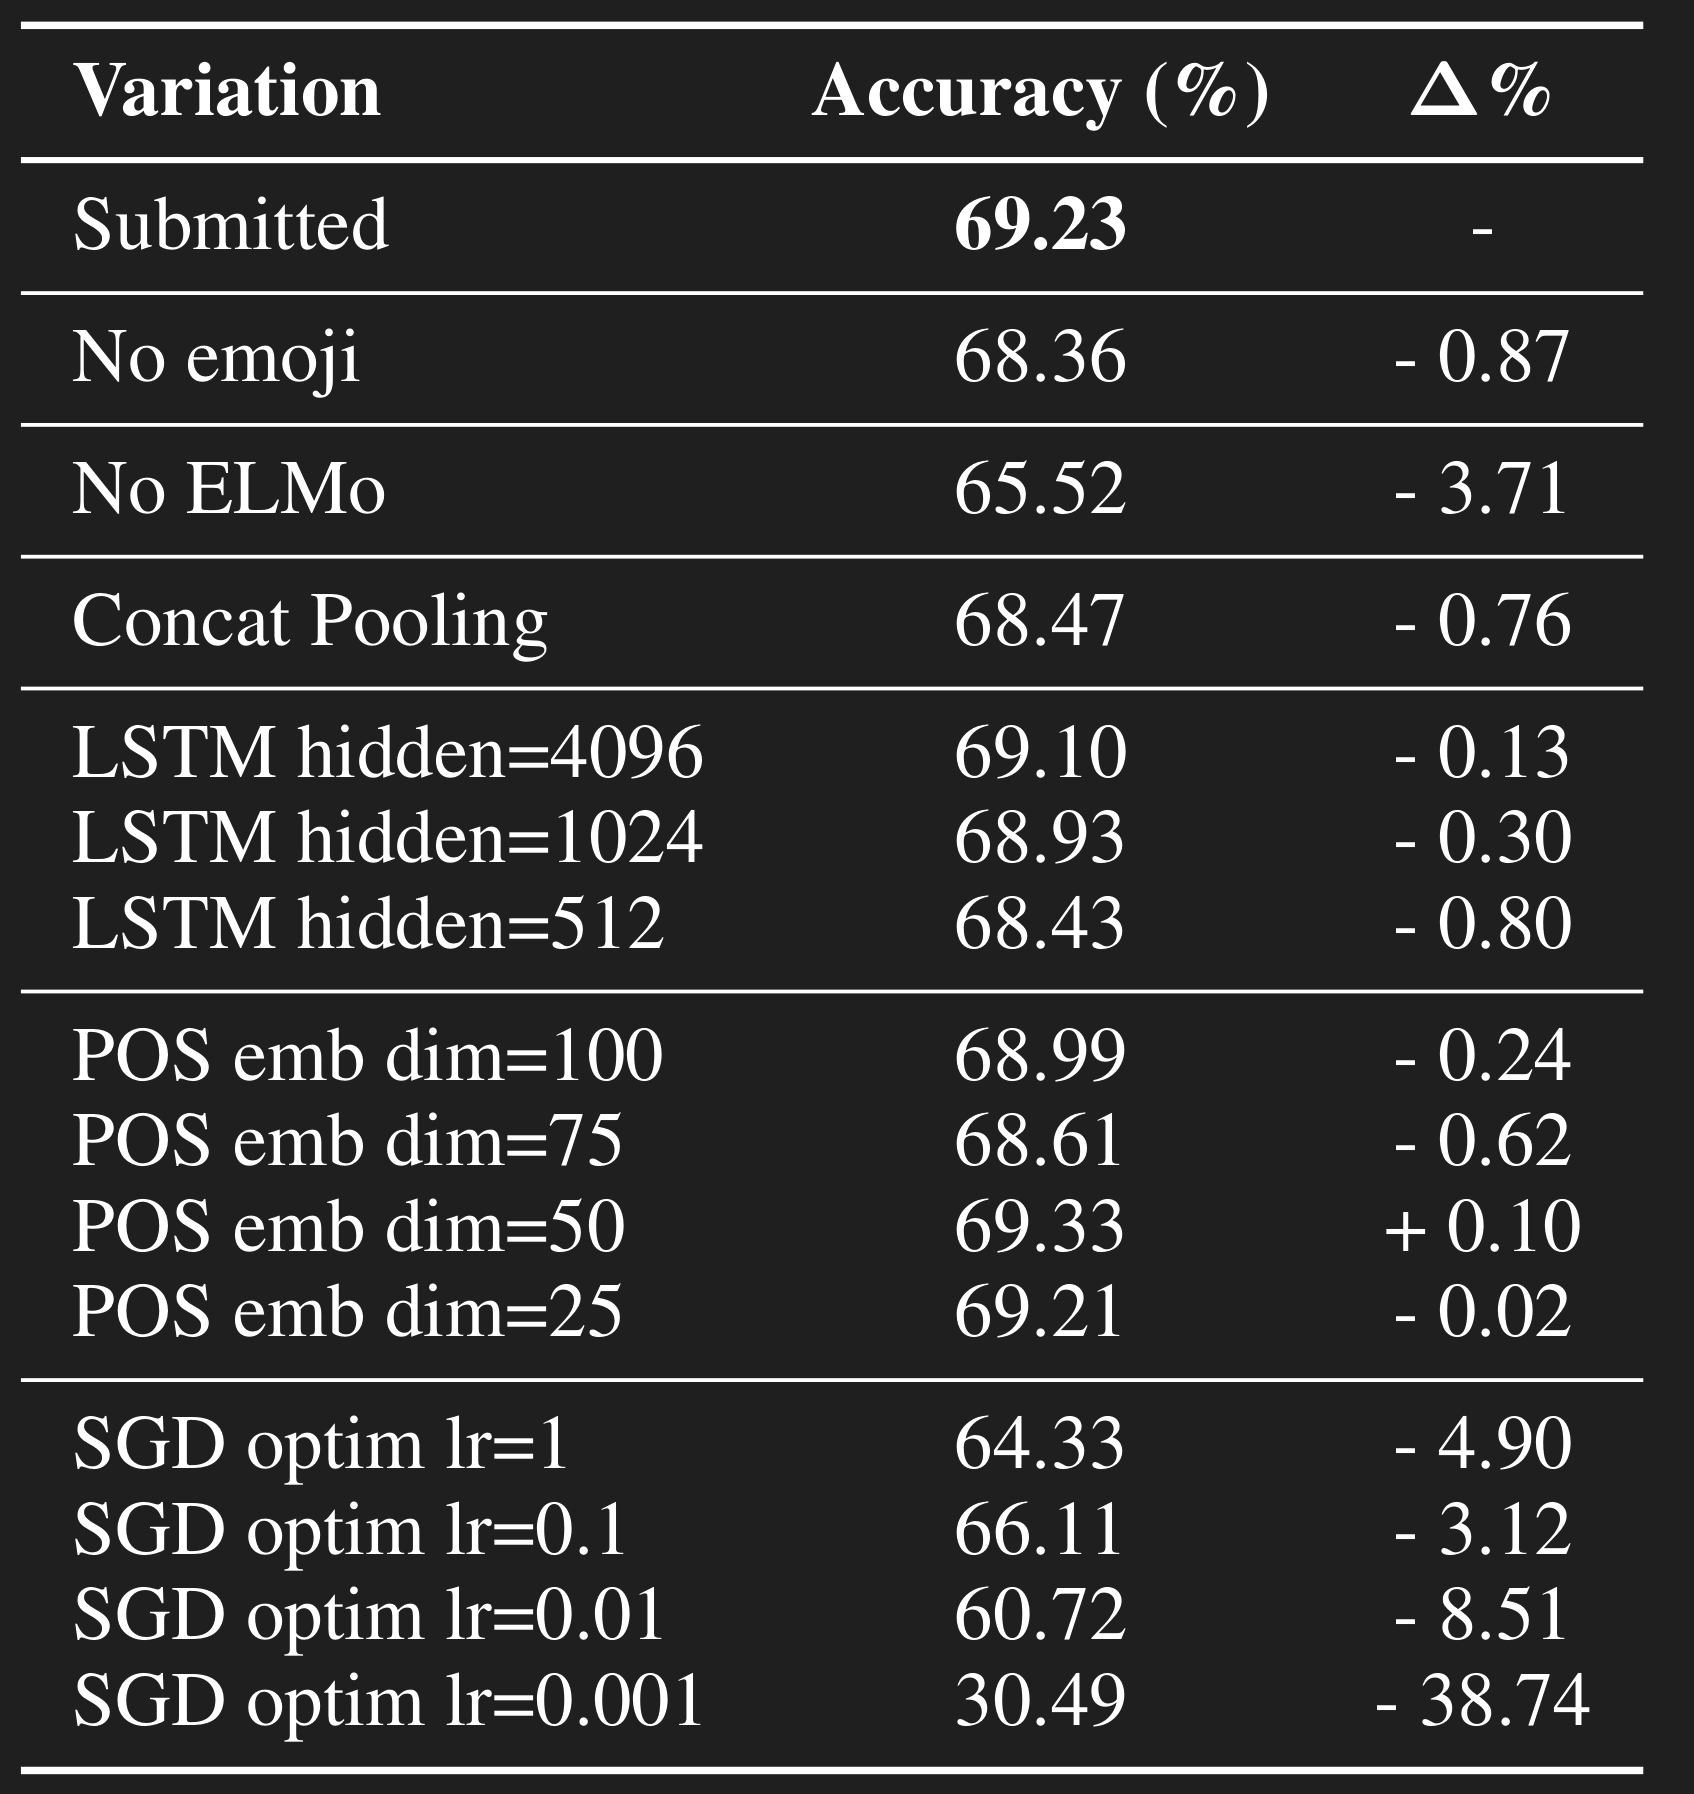 Variation Accuracy (%) Δ%
Submitted 69.23 -
No emoji 68.36 - 0.87
No ELMo 65.52 - 3.71
Concat Pooling 68.47 - 0.76
LSTM hidden=4096 69.10 - 0.13
LSTM hidden=1024 68.93 - 0.30
LSTM hidden=512 68.43 - 0.80
POS emb dim=100 68.99 - 0.24
POS emb dim=75 68.61 - 0.62
POS emb dim=50 69.33 + 0.10
POS emb dim=25 69.21 - 0.02
SGD optim lr=1 64.33 - 4.90
SGD optim lr=0.1 66.11 - 3.12
SGD optim lr=0.01 60.72 - 8.51
SGD optim lr=0.001 30.49 - 38.74